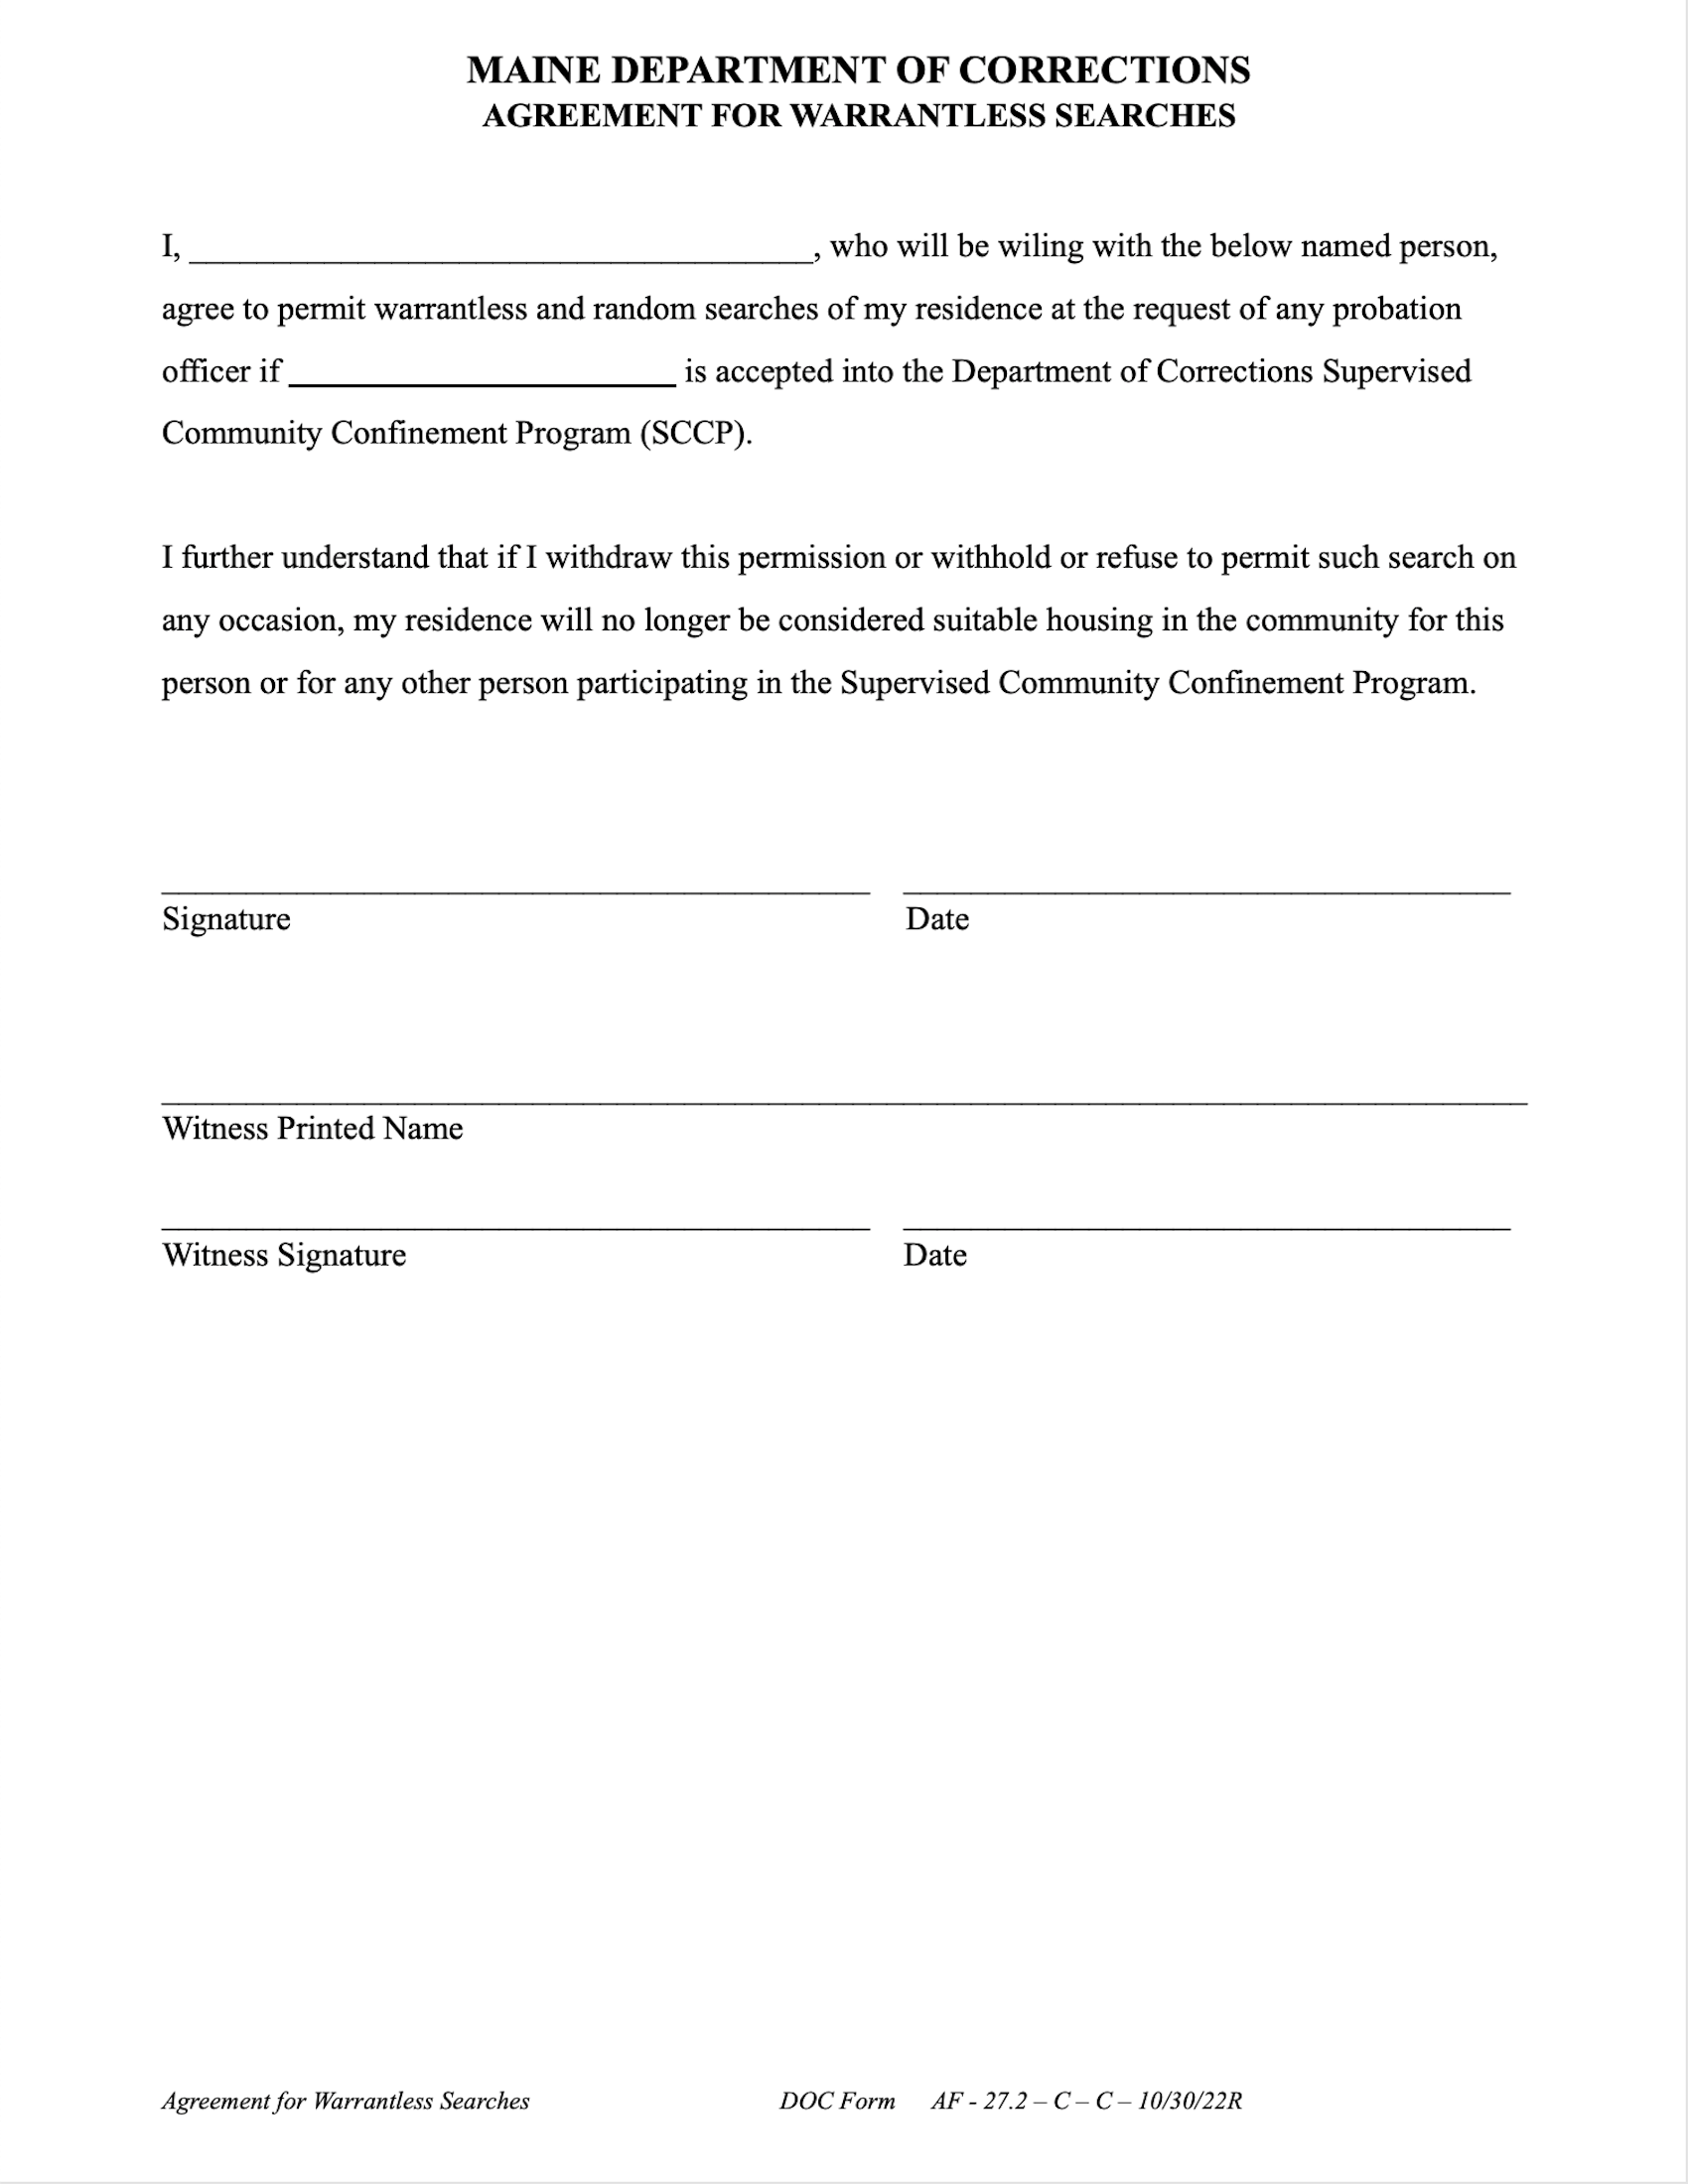 MAINE DEPARTMENT OF CORRECTIONS
AGREEMENT FOR WARRANTLESS SEARCHES
I, _____________________________________, who will be wiling with the below named person,
agree to permit warrantless and random searches of my residence at the request of any probation
officer if _______________________ is accepted into the Department of Corrections Supervised
Community Confinement Program (SCCP).
I further understand that if I withdraw this permission or withhold or refuse to permit such search on
any occasion, my residence will no longer be considered suitable housing in the community for this
person or for any other person participating in the Supervised Community Confinement Program.
Signature Date
Witness Printed Name
Witness Signature Date
Agreement for Warrantless Searches DOC Form AF - 27.2 – C – C – 10/30/22R